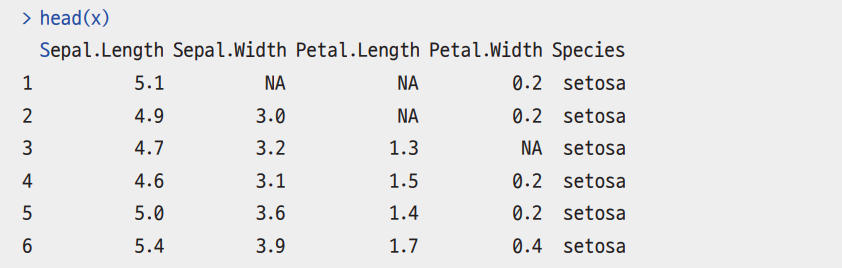 > head(x)
  Sepal.Length Sepal.Width Petal.Length Petal.Width Species
1          5.1          NA           NA         0.2  setosa
2          4.9         3.0           NA         0.2  setosa
3          4.7         3.2          1.3          NA  setosa
4          4.6         3.1          1.5         0.2  setosa
5          5.0         3.6          1.4         0.2  setosa
6          5.4         3.9          1.7         0.4  setosa